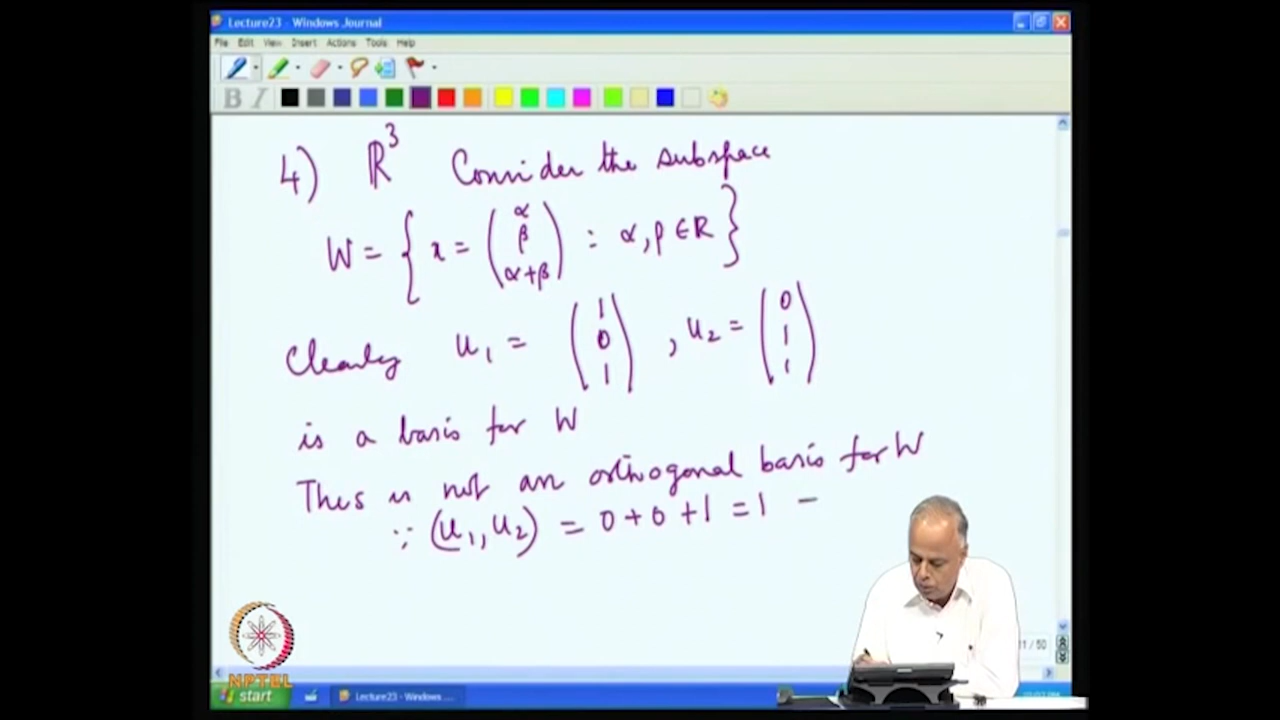 Lecture23 - Windows Journal
File Edit View Insert Actions Tools Help
B I
4) ℝ³ Consider the subspace
W = { x = (α β α+β) : α, β ∈ R }
Clearly u₁ = (1 0 1) , u₂ = (0 1 1)
is a basis for W
This is not an orthogonal basis for W
∵ (u₁, u₂) = 0 + 0 + 1 = 1 –
11 / 50
NPTEL
start Lecture23 - Windows ...